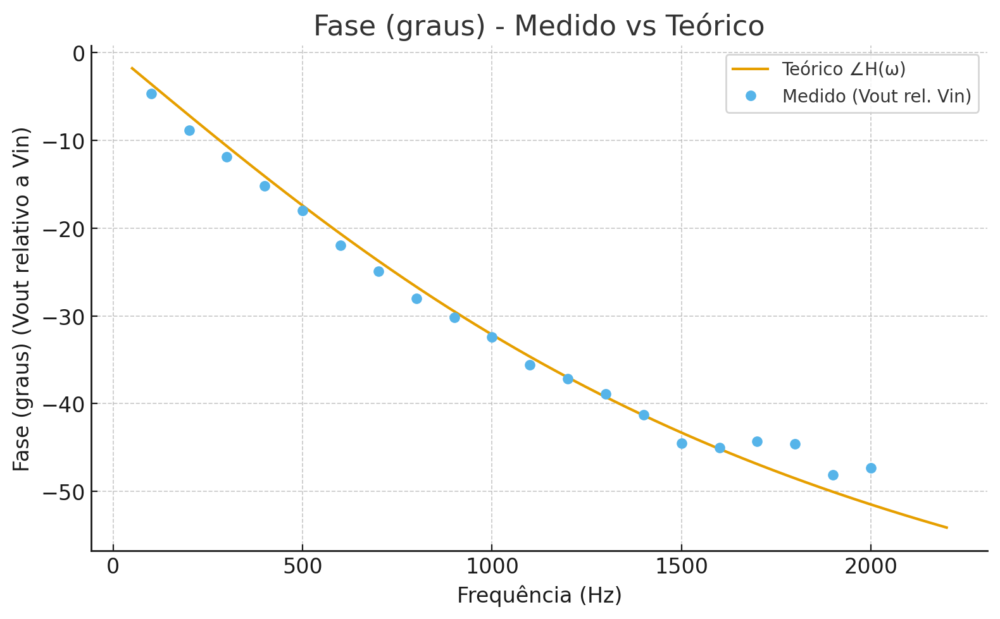 Fase (graus) - Medido vs Teórico
Teórico ∠H(ω)
Medido (Vout rel. Vin)
Fase (graus) (Vout relativo a Vin)
0
−10
−20
−30
−40
−50
0
500
1000
1500
2000
Frequência (Hz)